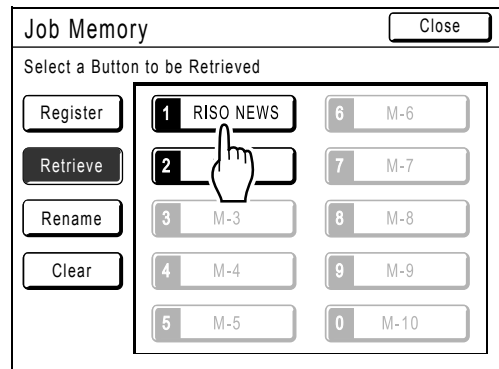 Job Memory
Close
Select a Button to be Retrieved
Register
Retrieve
Rename
Clear
1 RISO NEWS
2
3 M-3
4 M-4
5 M-5
6 M-6
7 M-7
8 M-8
9 M-9
0 M-10